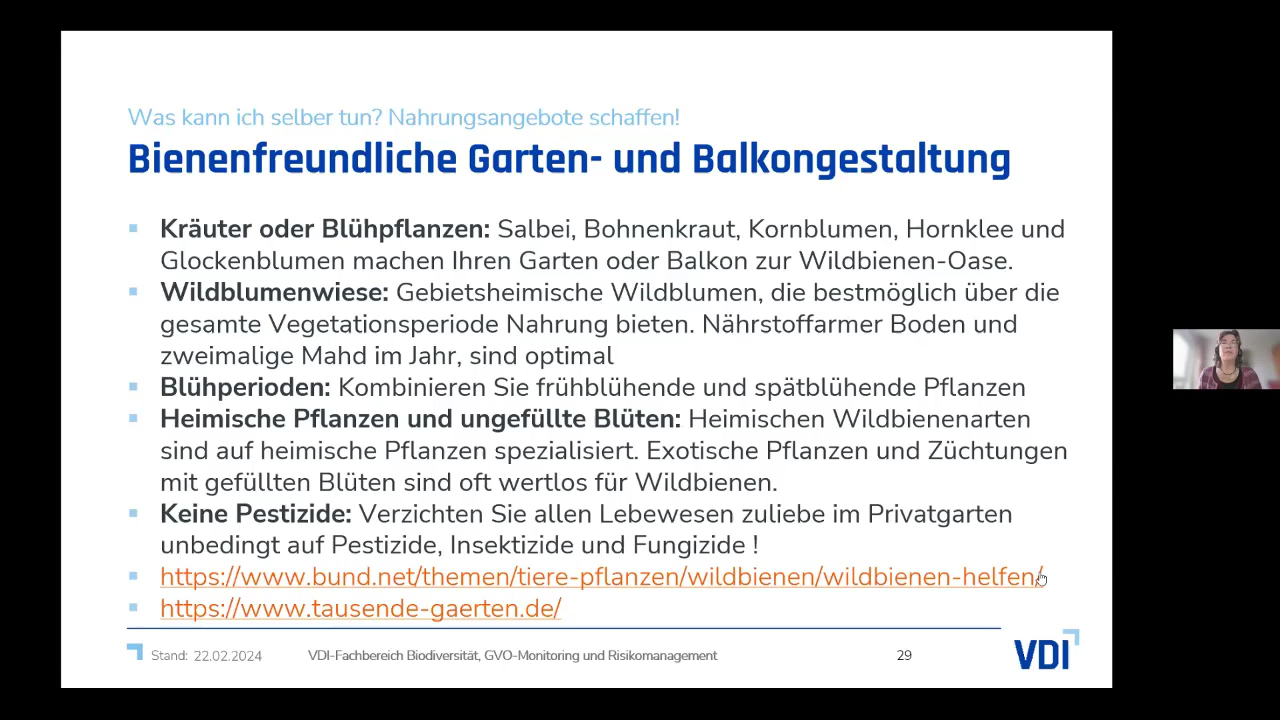 Was kann ich selber tun? Nahrungsangebote schaffen!
Bienenfreundliche Garten- und Balkongestaltung
▪ Kräuter oder Blühpflanzen: Salbei, Bohnenkraut, Kornblumen, Hornklee und
Glockenblumen machen Ihren Garten oder Balkon zur Wildbienen-Oase.
▪ Wildblumenwiese: Gebietsheimische Wildblumen, die bestmöglich über die
gesamte Vegetationsperiode Nahrung bieten. Nährstoffarmer Boden und
zweimalige Mahd im Jahr, sind optimal
▪ Blühperioden: Kombinieren Sie frühblühende und spätblühende Pflanzen
▪ Heimische Pflanzen und ungefüllte Blüten: Heimischen Wildbienenarten
sind auf heimische Pflanzen spezialisiert. Exotische Pflanzen und Züchtungen
mit gefüllten Blüten sind oft wertlos für Wildbienen.
▪ Keine Pestizide: Verzichten Sie allen Lebewesen zuliebe im Privatgarten
unbedingt auf Pestizide, Insektizide und Fungizide !
▪ https://www.bund.net/themen/tiere-pflanzen/wildbienen/wildbienen-helfen/
▪ https://www.tausende-gaerten.de/
Stand: 22.02.2024 VDI-Fachbereich Biodiversität, GVO-Monitoring und Risikomanagement 29 VDI